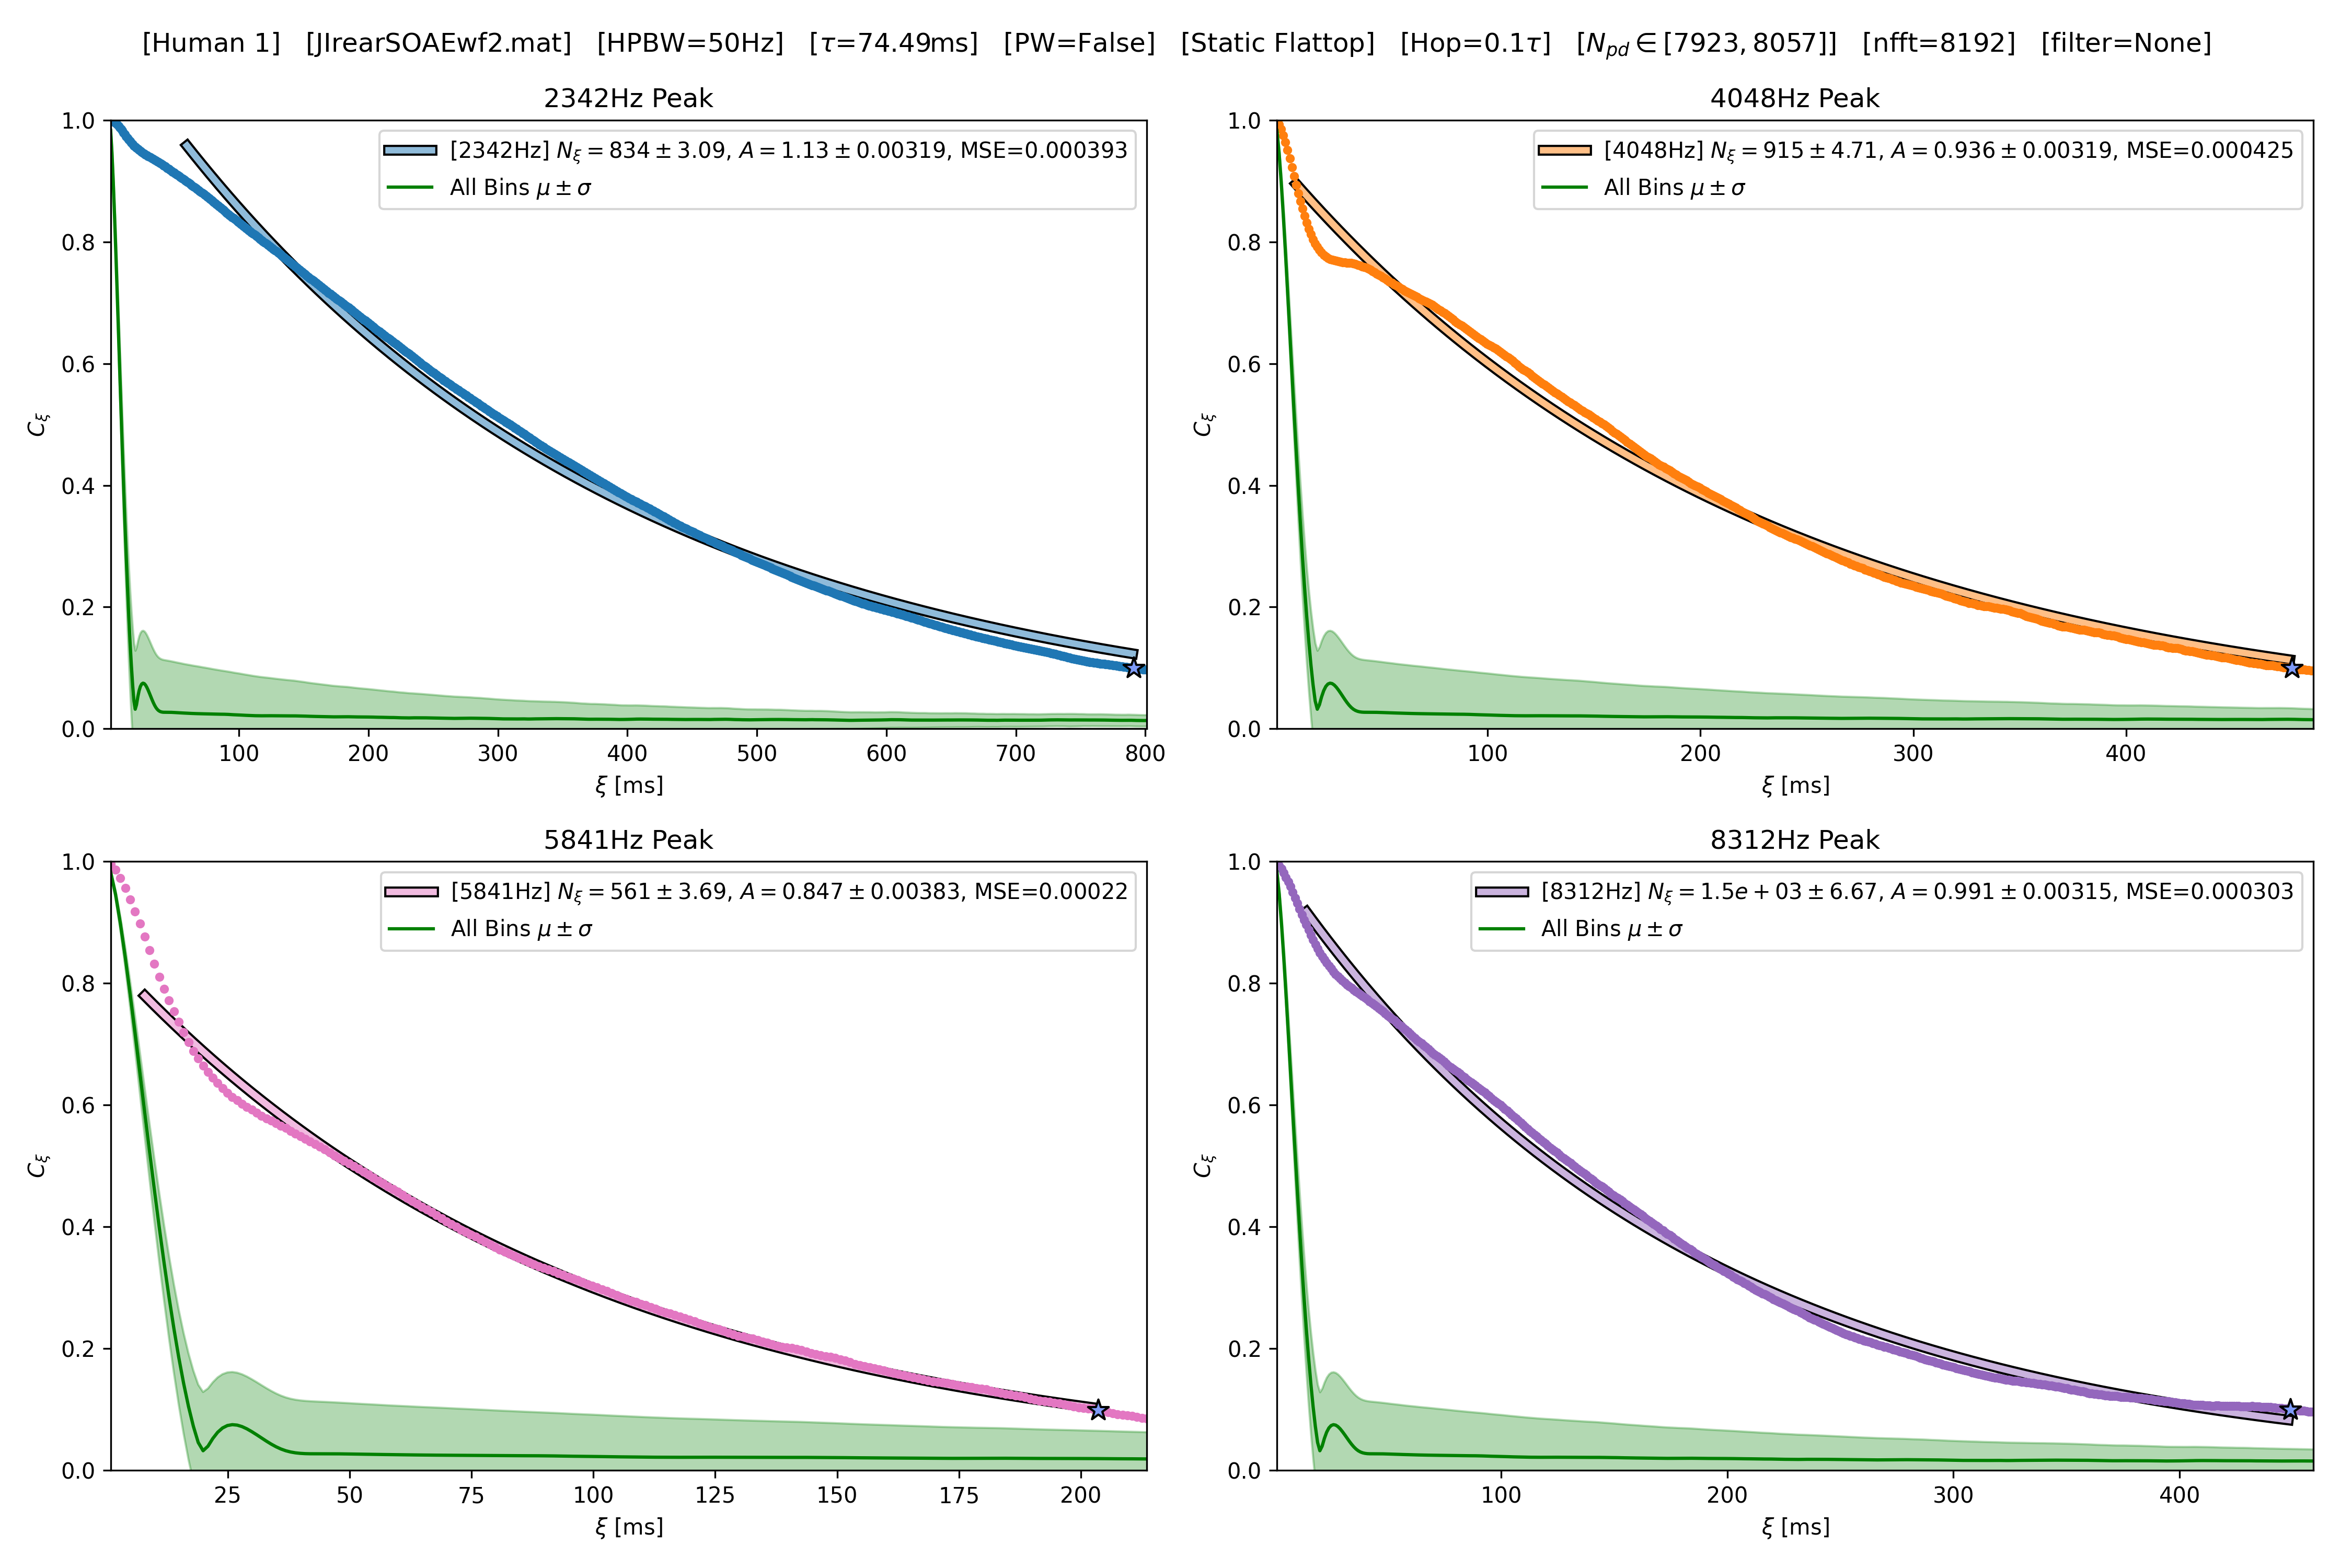 [Human 1] [JIrearSOAEwf2.mat] [HPBW=50Hz] [τ=74.49ms] [PW=False] [Static Flattop] [Hop=0.1τ] [N_pd ∈ [7923, 8057]] [nfft=8192] [filter=None]
2342Hz Peak
1.0
0.8
0.6
0.4
0.2
0.0
C_ξ
[2342Hz] N_ξ = 834 ± 3.09, A = 1.13 ± 0.00319, MSE=0.000393
All Bins μ ± σ
100 200 300 400 500 600 700 800
ξ [ms]
4048Hz Peak
1.0
0.8
0.6
0.4
0.2
0.0
C_ξ
[4048Hz] N_ξ = 915 ± 4.71, A = 0.936 ± 0.00319, MSE=0.000425
All Bins μ ± σ
100 200 300 400
ξ [ms]
5841Hz Peak
1.0
0.8
0.6
0.4
0.2
0.0
C_ξ
[5841Hz] N_ξ = 561 ± 3.69, A = 0.847 ± 0.00383, MSE=0.00022
All Bins μ ± σ
25 50 75 100 125 150 175 200
ξ [ms]
8312Hz Peak
1.0
0.8
0.6
0.4
0.2
0.0
C_ξ
[8312Hz] N_ξ = 1.5e + 03 ± 6.67, A = 0.991 ± 0.00315, MSE=0.000303
All Bins μ ± σ
100 200 300 400
ξ [ms]